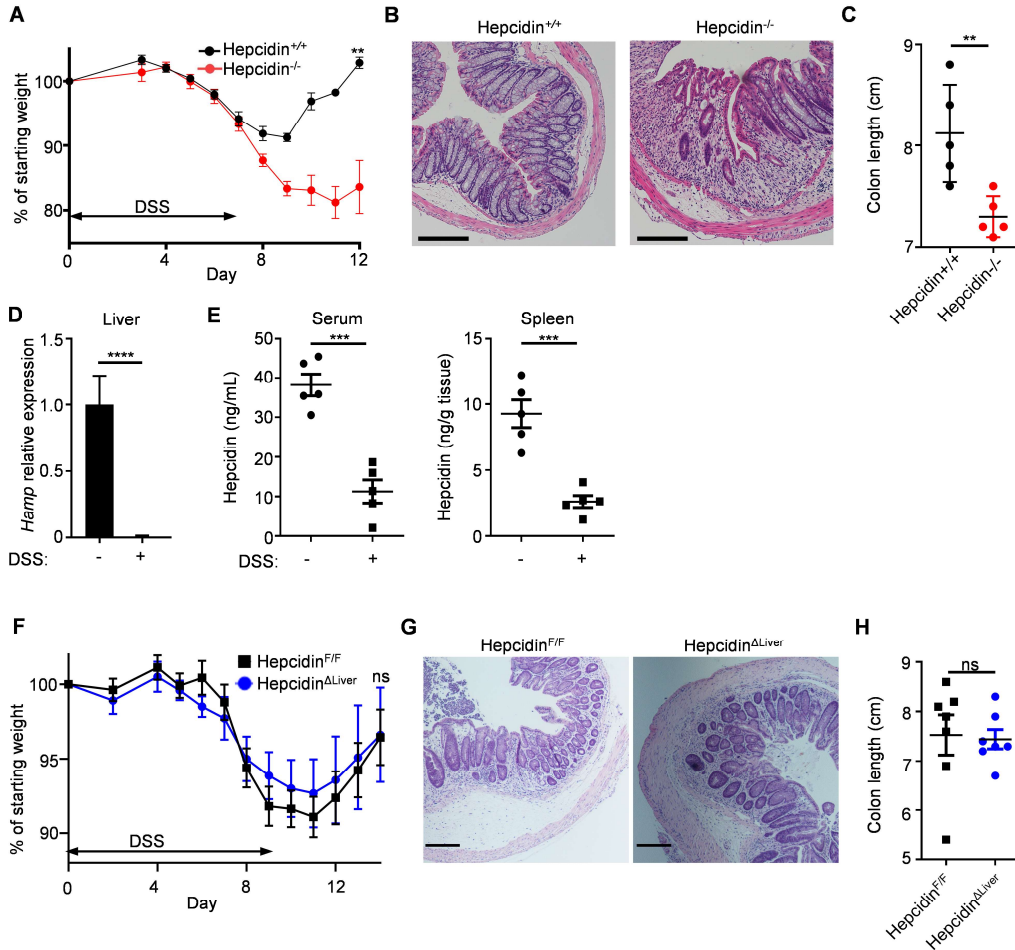 A
Hepcidin+/+
Hepcidin-/-
**
% of starting weight
100
90
80
DSS
0
4
8
12
Day
B
Hepcidin+/+
Hepcidin-/-
C
**
Colon length (cm)
9
8
7
Hepcidin+/+
Hepcidin-/-
D
Liver
****
Hamp relative expression
1.5
1.0
0.5
0
DSS:
-
+
E
Serum
***
Hepcidin (ng/mL)
50
40
30
20
10
0
DSS:
-
+
Spleen
***
Hepcidin (ng/g tissue)
15
10
5
0
-
+
F
HepcidinF/F
HepcidinΔLiver
ns
% of starting weight
100
95
90
DSS
0
4
8
12
Day
G
HepcidinF/F
HepcidinΔLiver
H
ns
Colon length (cm)
9
8
7
6
5
HepcidinF/F
HepcidinΔLiver